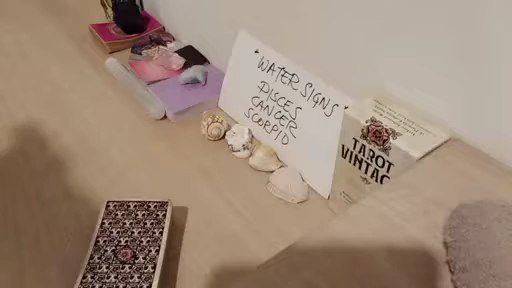 "WATER SIGNS"
PISCES
CANCER
SCORPIO
TAROT
VINTAG